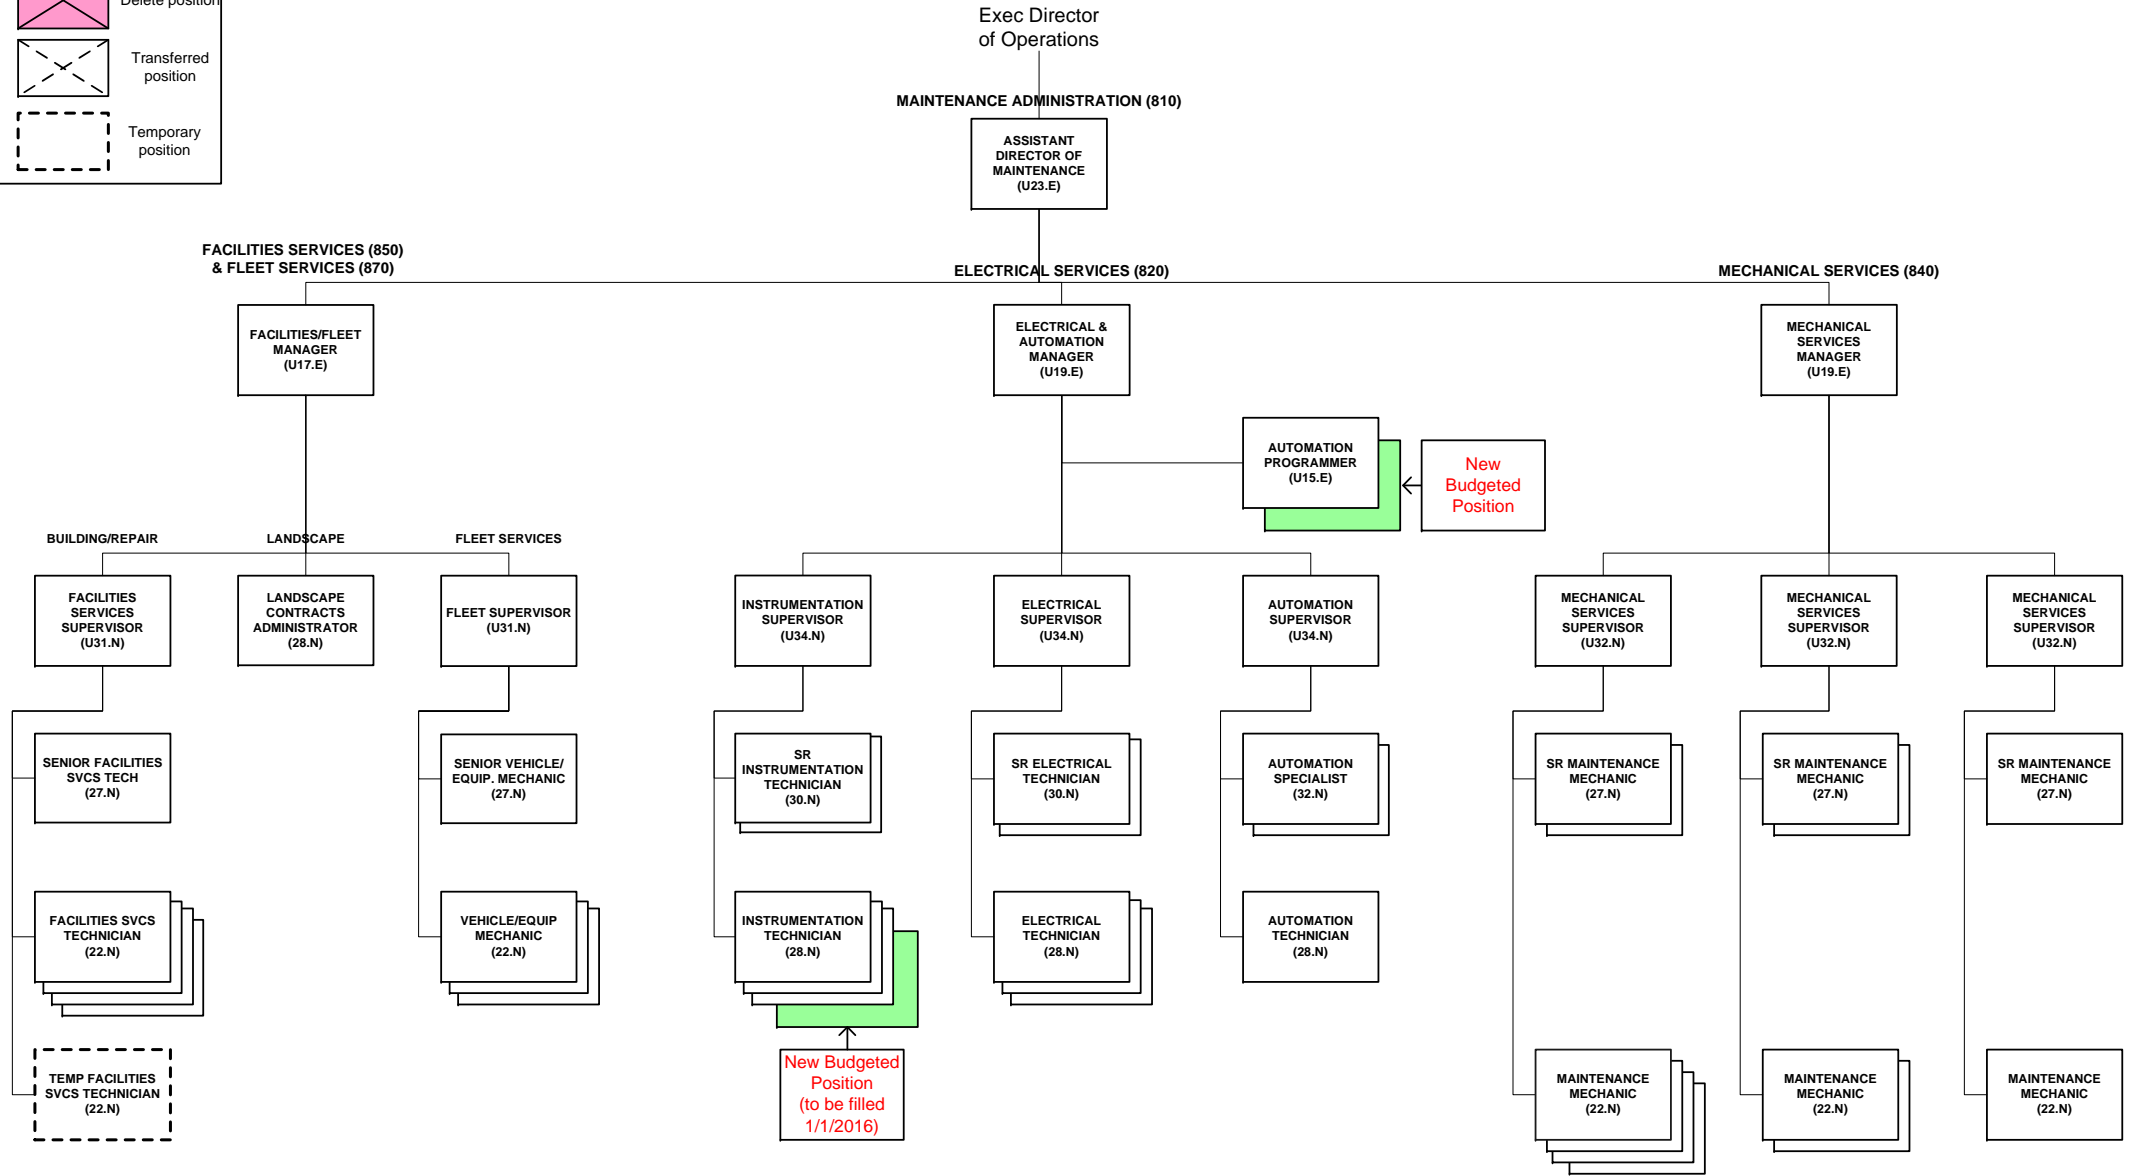 Delete position
Transferred
position
Temporary
position
Exec Director
of Operations
MAINTENANCE ADMINISTRATION (810)
ASSISTANT
DIRECTOR OF
MAINTENANCE
(U23.E)
FACILITIES SERVICES (850)
& FLEET SERVICES (870)
ELECTRICAL SERVICES (820)
MECHANICAL SERVICES (840)
FACILITIES/FLEET
MANAGER
(U17.E)
ELECTRICAL &
AUTOMATION
MANAGER
(U19.E)
MECHANICAL
SERVICES
MANAGER
(U19.E)
AUTOMATION
PROGRAMMER
(U15.E)
New
Budgeted
Position
BUILDING/REPAIR
LANDSCAPE
FLEET SERVICES
FACILITIES
SERVICES
SUPERVISOR
(U31.N)
LANDSCAPE
CONTRACTS
ADMINISTRATOR
(28.N)
FLEET SUPERVISOR
(U31.N)
INSTRUMENTATION
SUPERVISOR
(U34.N)
ELECTRICAL
SUPERVISOR
(U34.N)
AUTOMATION
SUPERVISOR
(U34.N)
MECHANICAL
SERVICES
SUPERVISOR
(U32.N)
MECHANICAL
SERVICES
SUPERVISOR
(U32.N)
MECHANICAL
SERVICES
SUPERVISOR
(U32.N)
SENIOR FACILITIES
SVCS TECH
(27.N)
SENIOR VEHICLE/
EQUIP. MECHANIC
(27.N)
SR
INSTRUMENTATION
TECHNICIAN
(30.N)
SR ELECTRICAL
TECHNICIAN
(30.N)
AUTOMATION
SPECIALIST
(32.N)
SR MAINTENANCE
MECHANIC
(27.N)
SR MAINTENANCE
MECHANIC
(27.N)
SR MAINTENANCE
MECHANIC
(27.N)
FACILITIES SVCS
TECHNICIAN
(22.N)
VEHICLE/EQUIP
MECHANIC
(22.N)
INSTRUMENTATION
TECHNICIAN
(28.N)
ELECTRICAL
TECHNICIAN
(28.N)
AUTOMATION
TECHNICIAN
(28.N)
TEMP FACILITIES
SVCS TECHNICIAN
(22.N)
New Budgeted
Position
(to be filled
1/1/2016)
MAINTENANCE
MECHANIC
(22.N)
MAINTENANCE
MECHANIC
(22.N)
MAINTENANCE
MECHANIC
(22.N)